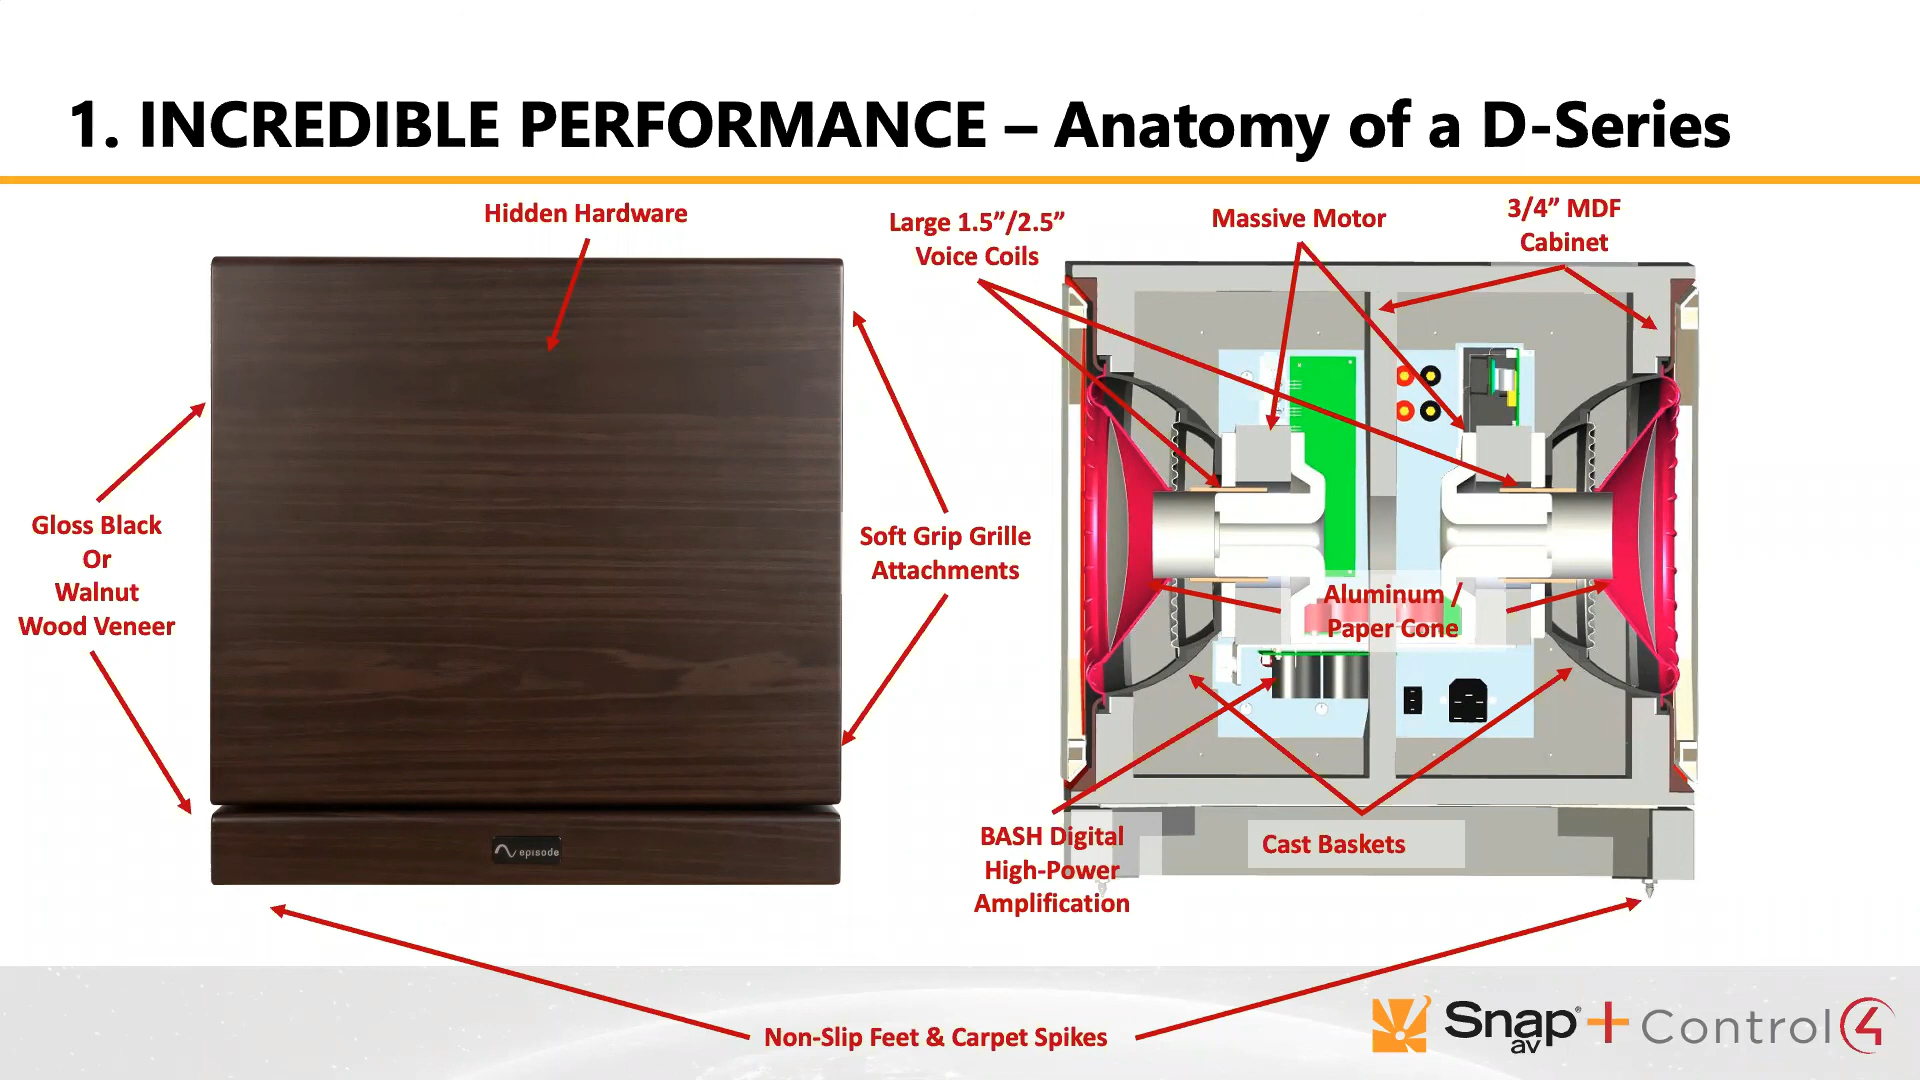 1. INCREDIBLE PERFORMANCE – Anatomy of a D-Series
Hidden Hardware
Large 1.5”/2.5”
Voice Coils
Massive Motor
3/4” MDF
Cabinet
Gloss Black
Or
Walnut
Wood Veneer
Soft Grip Grille
Attachments
Aluminum /
Paper Cone
episode
BASH Digital
High-Power
Amplification
Cast Baskets
Non-Slip Feet & Carpet Spikes
Snap
av
+
Control4